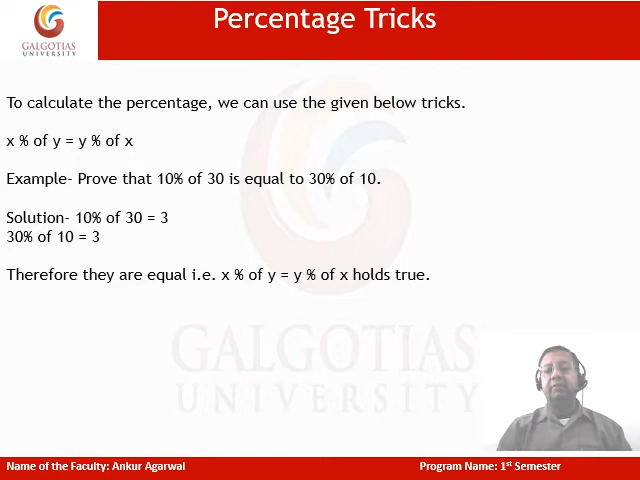 Percentage Tricks
GALGOTIAS
UNIVERSITY
To calculate the percentage, we can use the given below tricks.
x % of y = y % of x
Example- Prove that 10% of 30 is equal to 30% of 10.
Solution- 10% of 30 = 3
30% of 10 = 3
Therefore they are equal i.e. x % of y = y % of x holds true.
GALGOTIAS
UNIVERSITY
Name of the Faculty: Ankur Agarwal
Program Name: 1st Semester